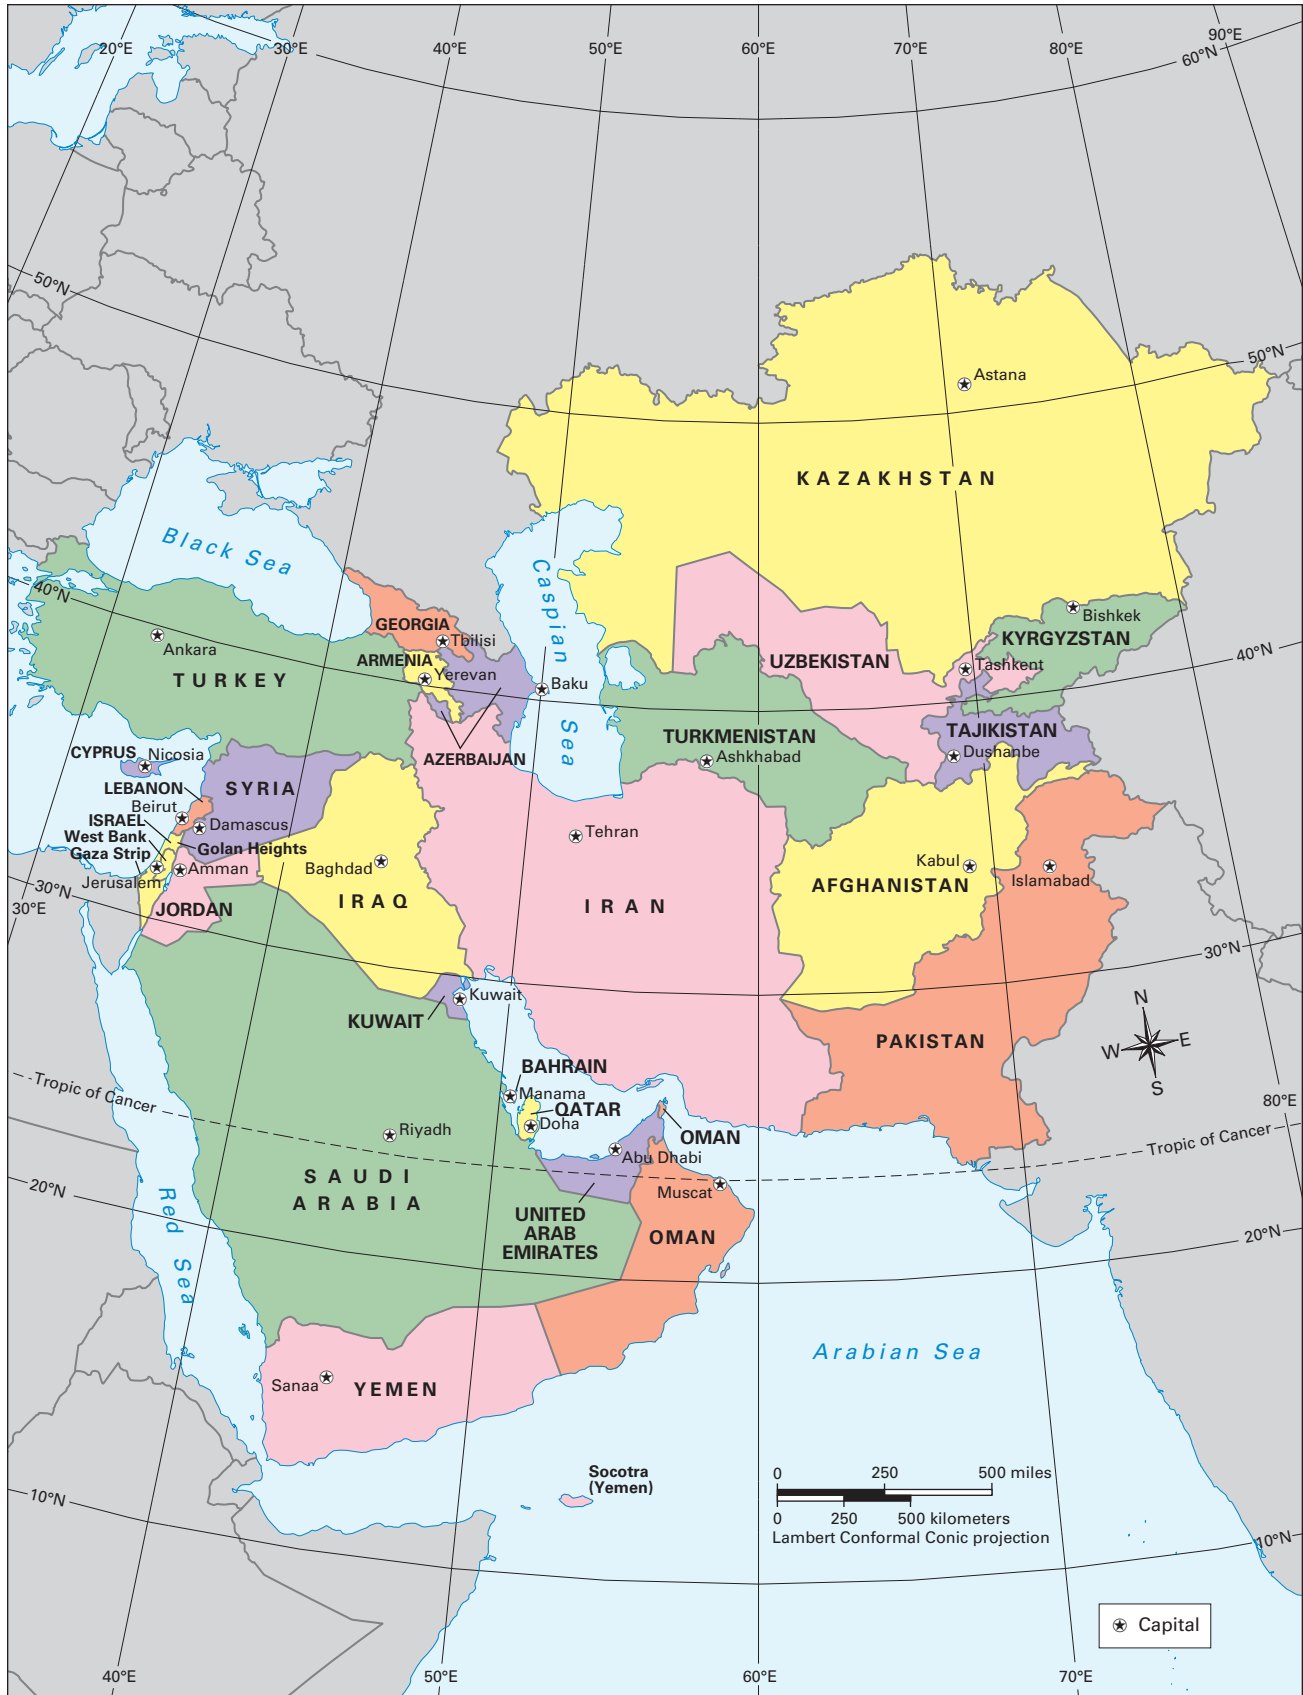 20°E
30°E
40°E
50°E
60°E
70°E
80°E
90°E
60°N
50°N
50°N
Astana
KAZAKHSTAN
Black Sea
Caspian Sea
40°N
Ankara
TURKEY
GEORGIA
Tbilisi
ARMENIA
Yerevan
Baku
AZERBAIJAN
UZBEKISTAN
Tashkent
Bishkek
KYRGYZSTAN
40°N
TURKMENISTAN
Ashkhabad
TAJIKISTAN
Dushanbe
CYPRUS
Nicosia
LEBANON
Beirut
SYRIA
ISRAEL
Damascus
West Bank
Golan Heights
Gaza Strip
Jerusalem
Amman
JORDAN
Baghdad
IRAQ
Tehran
IRAN
Kabul
AFGHANISTAN
Islamabad
30°N
30°E
30°N
Kuwait
KUWAIT
PAKISTAN
N
W
E
S
BAHRAIN
Manama
QATAR
Doha
OMAN
Abu Dhabi
Muscat
Tropic of Cancer
80°E
Tropic of Cancer
Riyadh
SAUDI
ARABIA
UNITED
ARAB
EMIRATES
OMAN
20°N
20°N
Red Sea
Arabian Sea
Sanaa
YEMEN
Socotra
(Yemen)
0 250 500 miles
0 250 500 kilometers
Lambert Conformal Conic projection
10°N
10°N
Capital
40°E
50°E
60°E
70°E